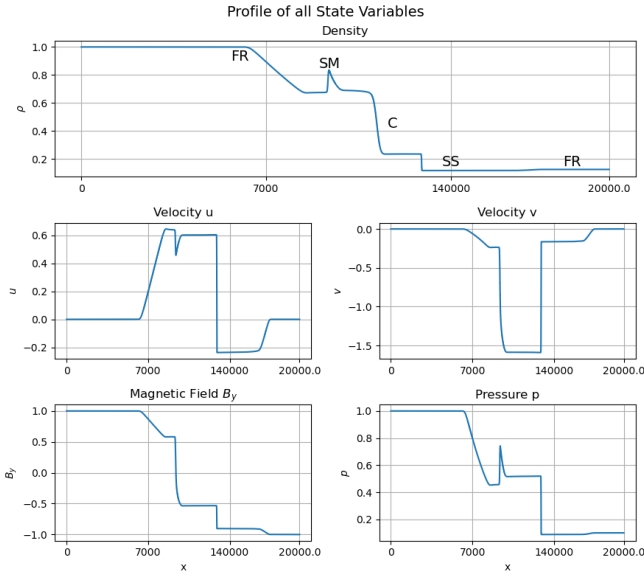 Profile of all State Variables
Density
1.0
0.8
0.6
0.4
0.2
ρ
FR
SM
C
SS
FR
0
7000
140000
20000.0
Velocity u
0.6
0.4
0.2
0.0
−0.2
u
0
7000
140000
20000.0
Velocity v
0.0
−0.5
−1.0
−1.5
v
0
7000
140000
20000.0
Magnetic Field By
1.0
0.5
0.0
−0.5
−1.0
By
0
7000
140000
20000.0
x
Pressure p
1.0
0.8
0.6
0.4
0.2
p
0
7000
140000
20000.0
x